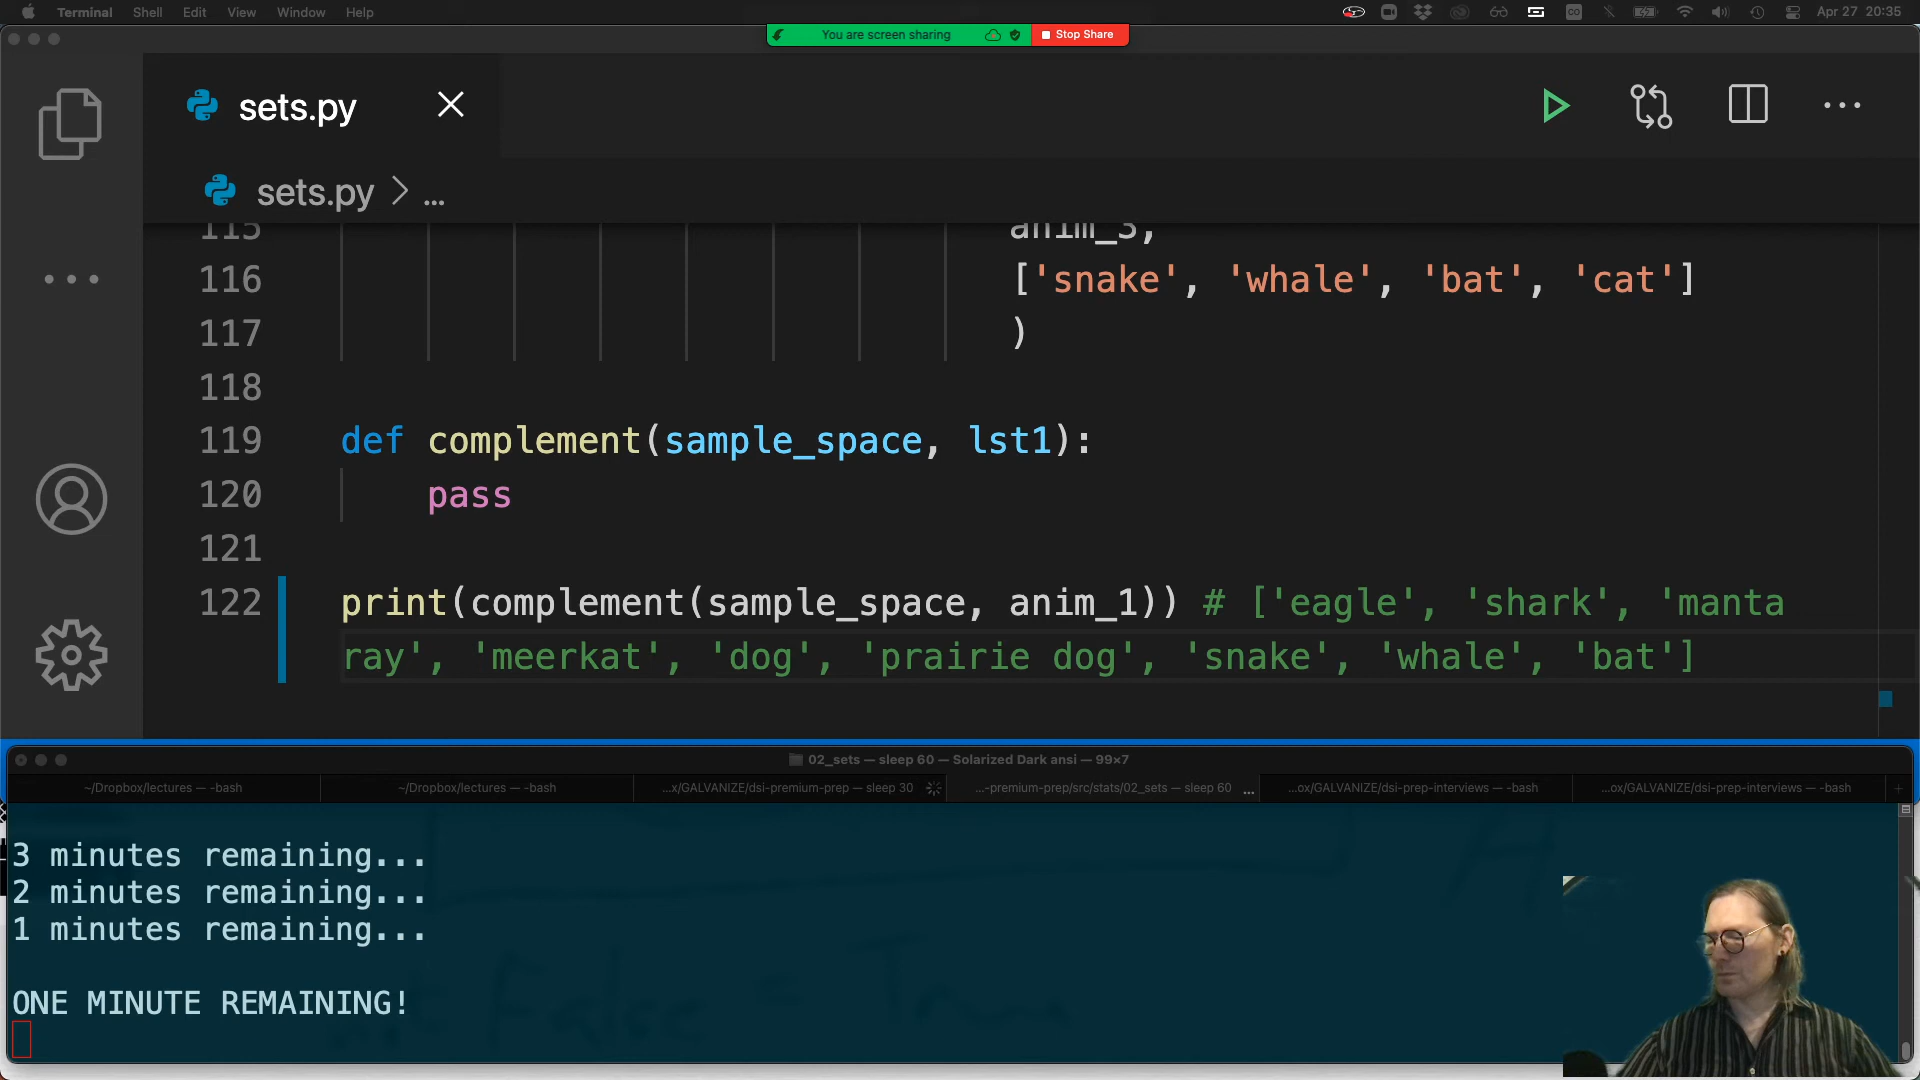 Terminal Shell Edit View Window Help Apr 27 20:35
You are screen sharing Stop Share
sets.py
sets.py > ...
115 anim_3,
116 ['snake', 'whale', 'bat', 'cat']
117 )
118
119 def complement(sample_space, lst1):
120 pass
121
122 print(complement(sample_space, anim_1)) # ['eagle', 'shark', 'manta
ray', 'meerkat', 'dog', 'prairie dog', 'snake', 'whale', 'bat']
02_sets — sleep 60 — Solarized Dark ansi — 99×7
~/Dropbox/lectures — -bash ~/Dropbox/lectures — -bash ...x/GALVANIZE/dsi-premium-prep — sleep 30 ...-premium-prep/src/stats/02_sets — sleep 60 ... ...ox/GALVANIZE/dsi-prep-interviews — -bash ...ox/GALVANIZE/dsi-prep-interviews — -bash
3 minutes remaining...
2 minutes remaining...
1 minutes remaining...
ONE MINUTE REMAINING!